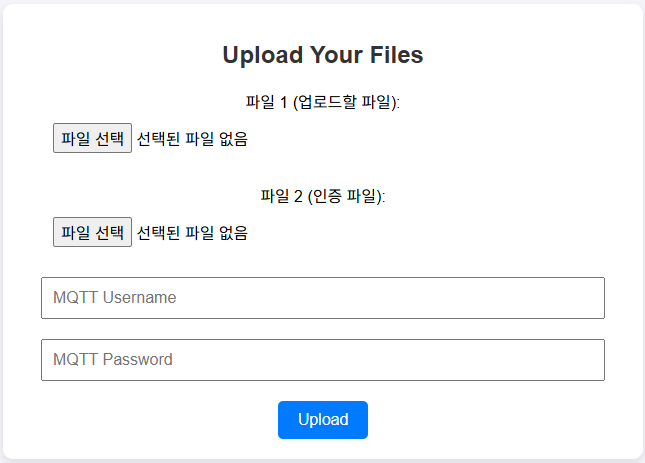 Upload Your Files
파일 1 (업로드할 파일):
파일 선택 선택된 파일 없음
파일 2 (인증 파일):
파일 선택 선택된 파일 없음
MQTT Username
MQTT Password
Upload